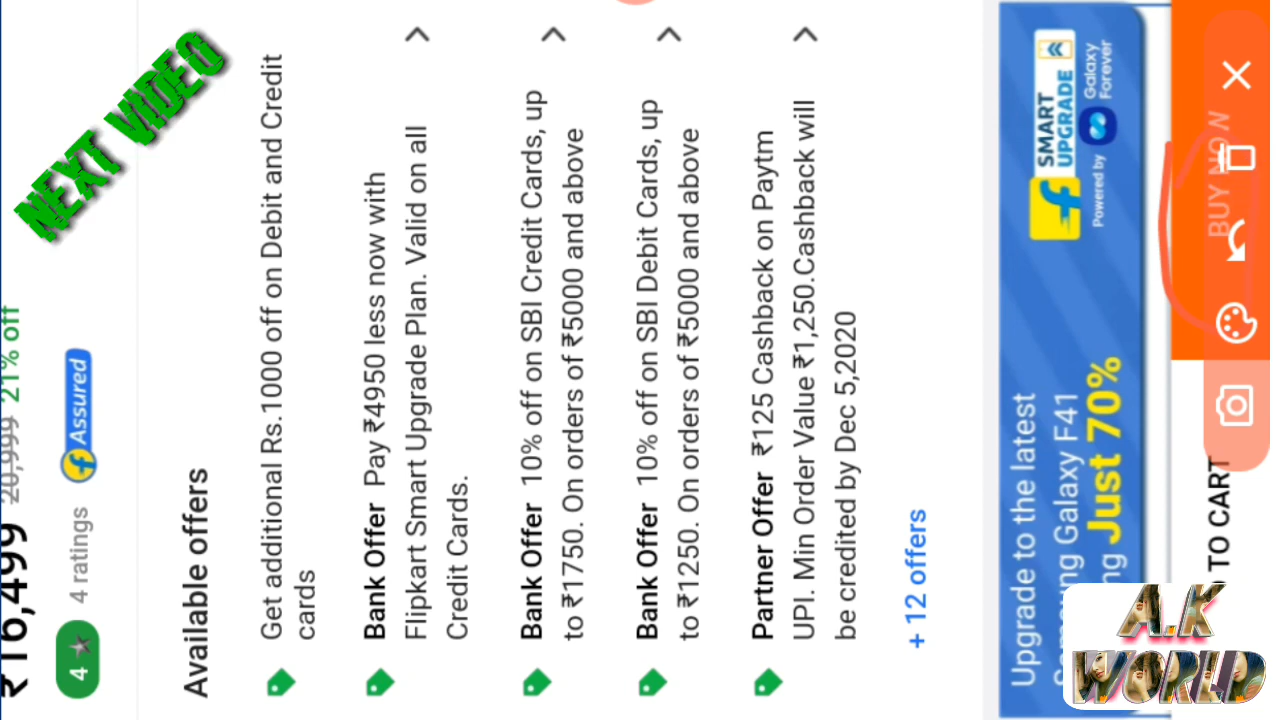 ₹16,499 20,999 21% off
4 ★ 4 ratings f Assured
NEXT VIDEO
Available offers
Get additional Rs.1000 off on Debit and Credit
cards
Bank Offer Pay ₹4950 less now with
Flipkart Smart Upgrade Plan. Valid on all
Credit Cards.
Bank Offer 10% off on SBI Credit Cards, up
to ₹1750. On orders of ₹5000 and above
Bank Offer 10% off on SBI Debit Cards, up
to ₹1250. On orders of ₹5000 and above
Partner Offer ₹125 Cashback on Paytm
UPI. Min Order Value ₹1,250.Cashback will
be credited by Dec 5,2020
+ 12 offers
Upgrade to the latest
Samsung Galaxy F41
Just 70%
SMART
UPGRADE
Powered by Galaxy
Forever
TO CART
BUY NOW
A.K
WORLD